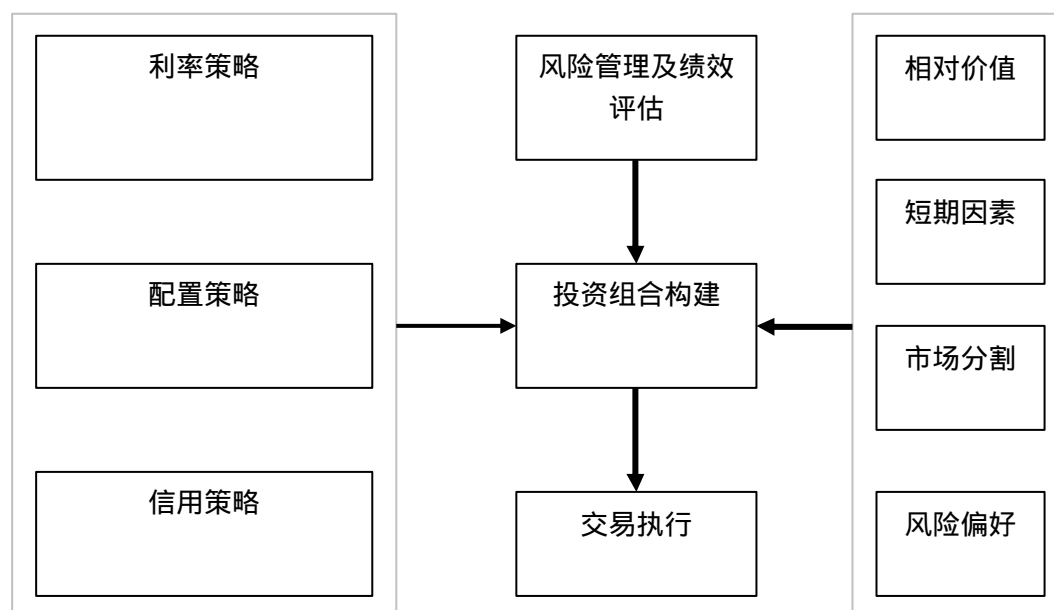 利率策略
配置策略
信用策略
风险管理及绩效
评估
投资组合构建
交易执行
相对价值
短期因素
市场分割
风险偏好